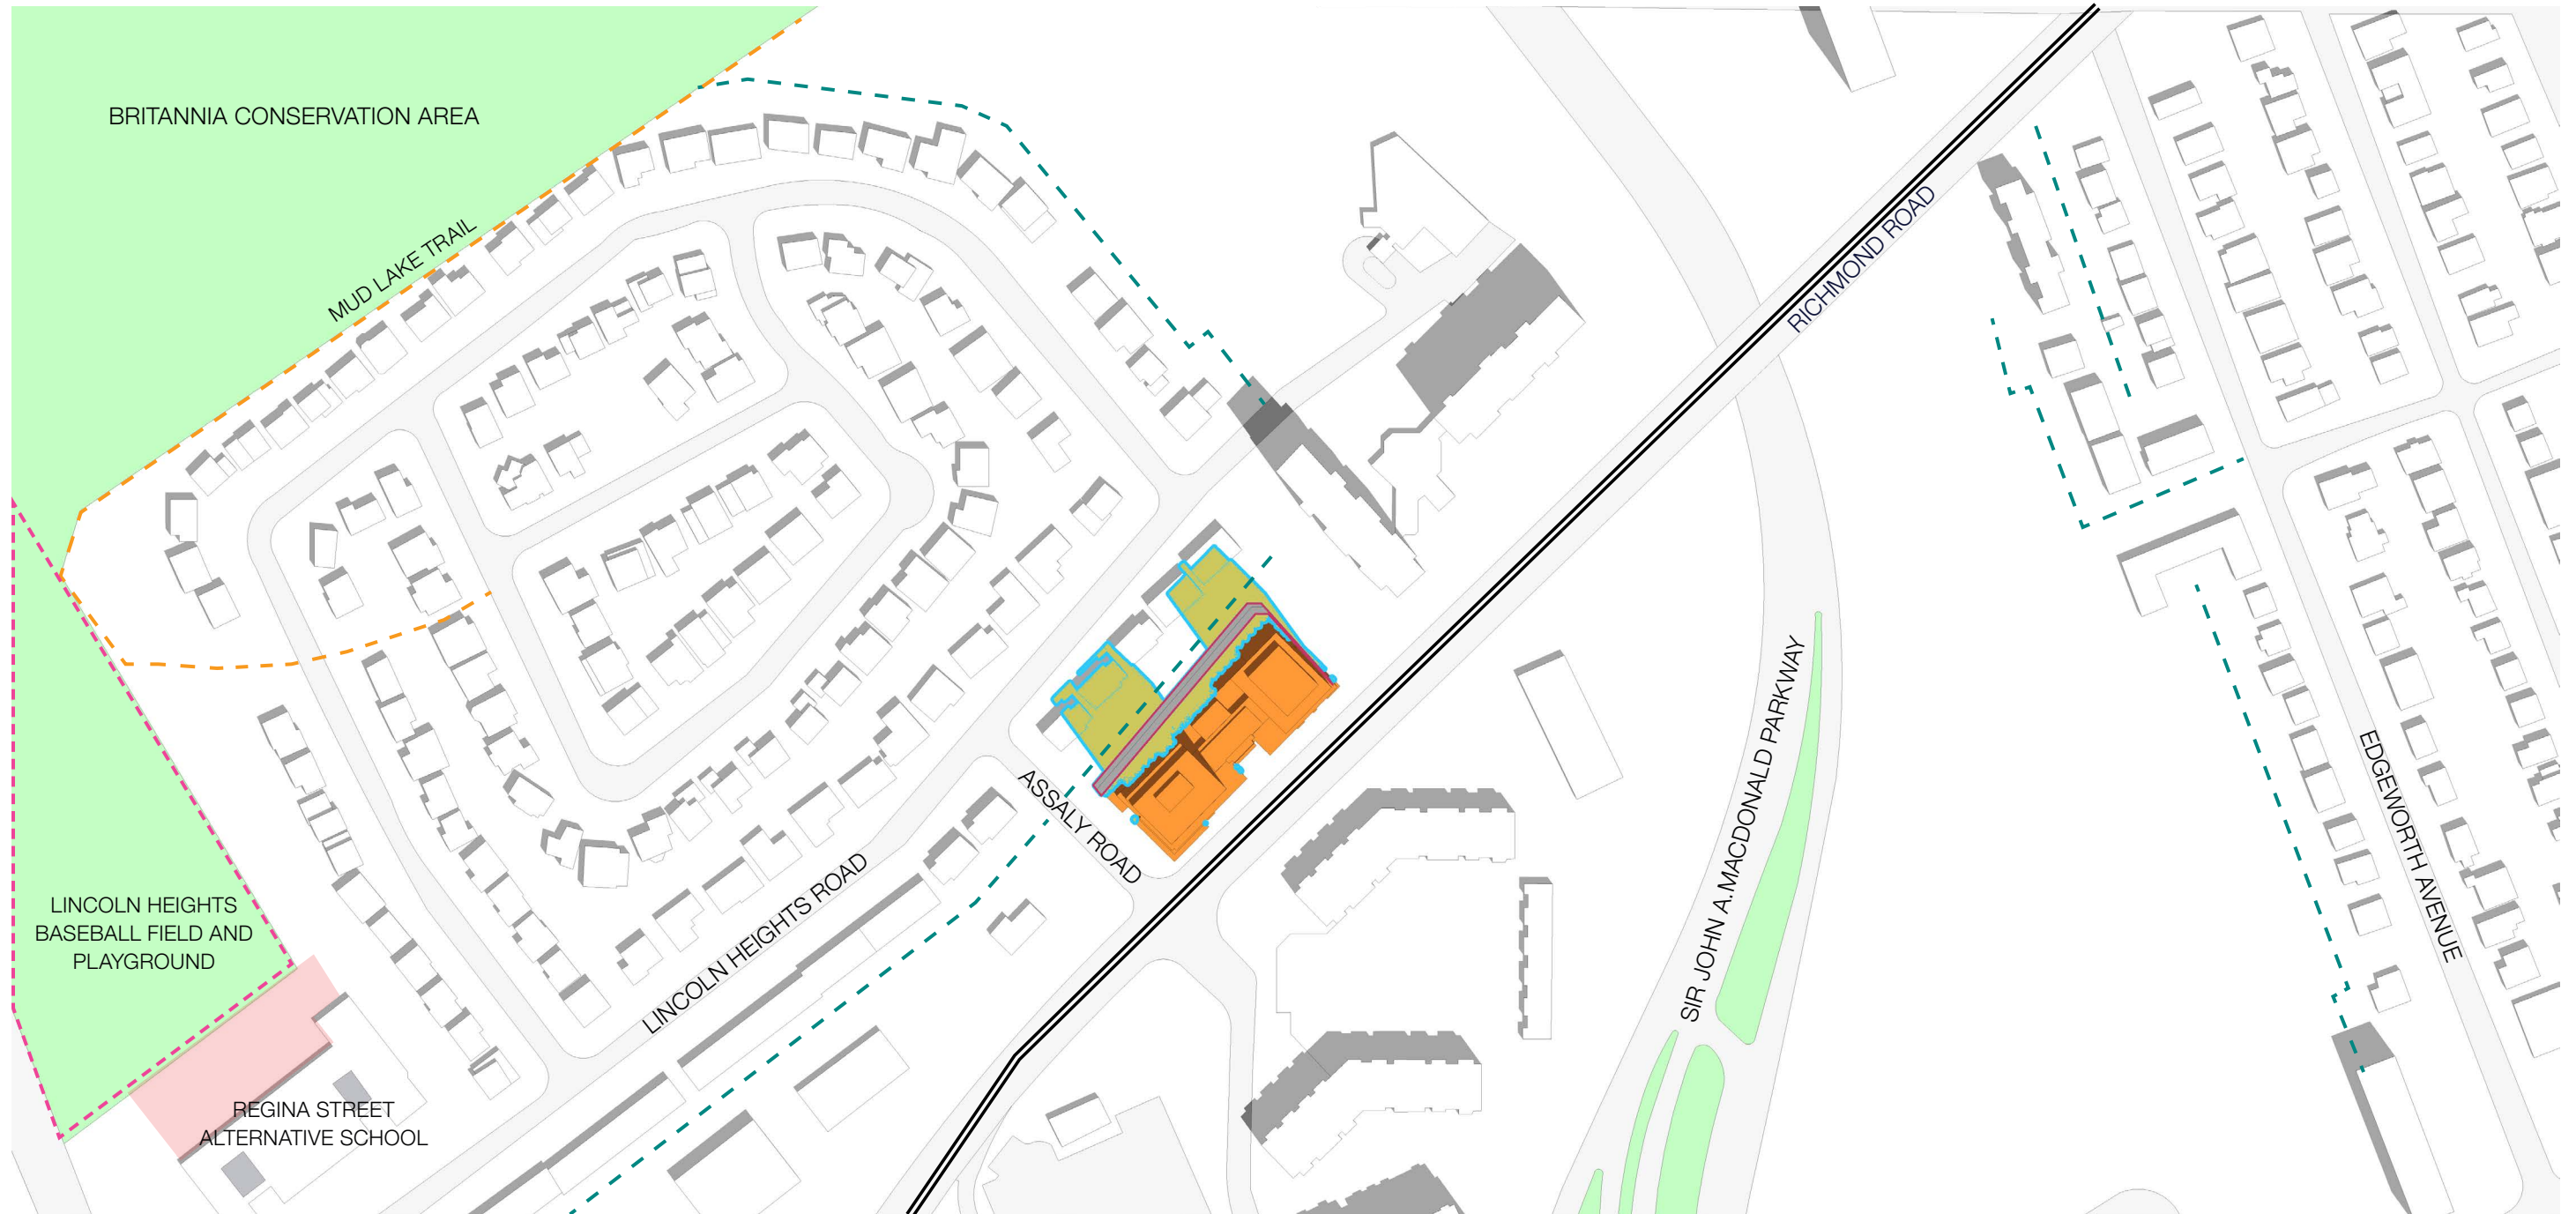 BRITANNIA CONSERVATION AREA
MUD LAKE TRAIL
RICHMOND ROAD
SIR JOHN A.MACDONALD PARKWAY
EDGEWORTH AVENUE
ASSALY ROAD
LINCOLN HEIGHTS ROAD
LINCOLN HEIGHTS
BASEBALL FIELD AND
PLAYGROUND
REGINA STREET
ALTERNATIVE SCHOOL